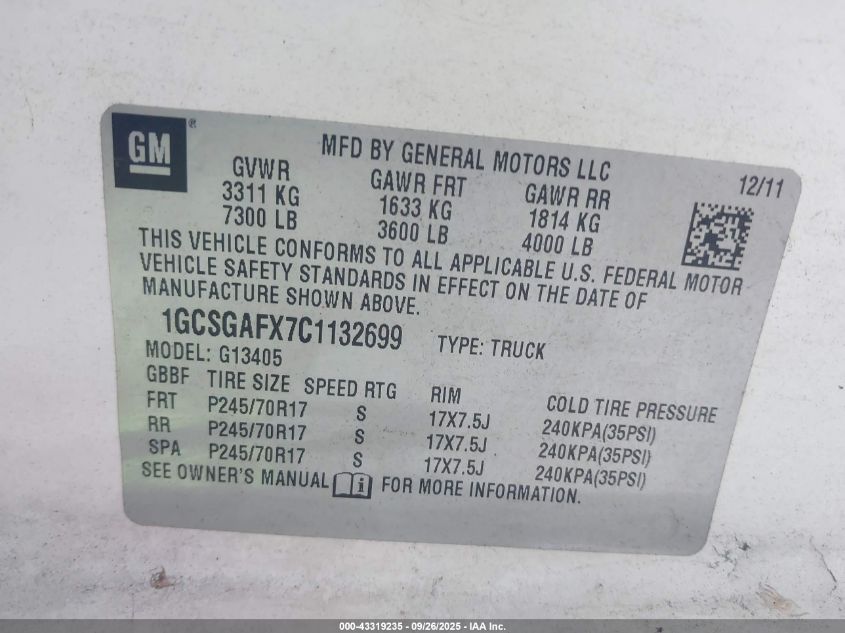 GM ®
MFD BY GENERAL MOTORS LLC
12/11
GVWR GAWR FRT GAWR RR
3311 KG 1633 KG 1814 KG
7300 LB 3600 LB 4000 LB
THIS VEHICLE CONFORMS TO ALL APPLICABLE U.S. FEDERAL MOTOR
VEHICLE SAFETY STANDARDS IN EFFECT ON THE DATE OF
MANUFACTURE SHOWN ABOVE.
1GCSGAFX7C1132699 TYPE: TRUCK
MODEL: G13405
GBBF TIRE SIZE SPEED RTG RIM COLD TIRE PRESSURE
FRT P245/70R17 S 17X7.5J 240KPA(35PSI)
RR P245/70R17 S 17X7.5J 240KPA(35PSI)
SPA P245/70R17 S 17X7.5J 240KPA(35PSI)
SEE OWNER'S MANUAL i FOR MORE INFORMATION.
000-43319235 - 09/26/2025 - IAA Inc.